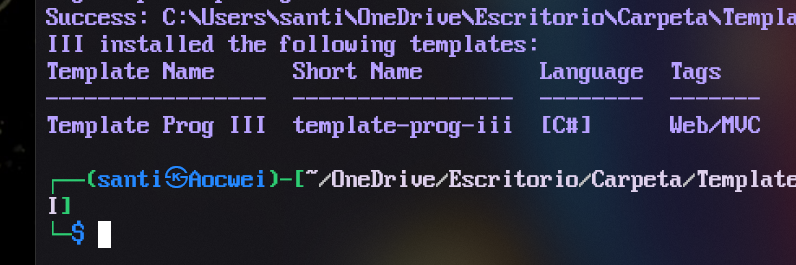 Success: C:\Users\santi\OneDrive\Escritorio\Carpeta\Templa
III installed the following templates:
Template Name      Short Name         Language  Tags
-----------------  -----------------  --------  -------
Template Prog III  template-prog-iii  [C#]      Web/MVC
┌──(santi㉿Aocwei)-[~/OneDrive/Escritorio/Carpeta/Template
I]
└─$